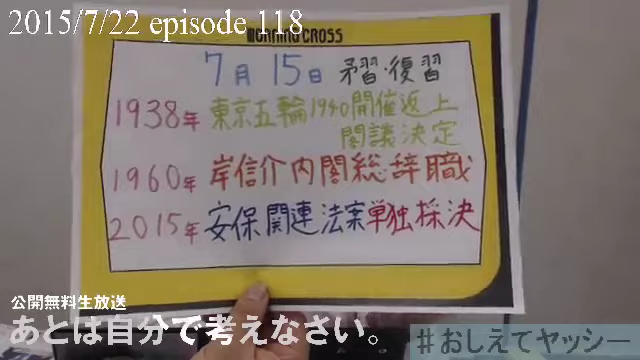 2015/7/22 episode 118
MORNING CROSS
7月15日 予習・復習
1938年 東京五輪1940開催返上
閣議決定
1960年 岸信介内閣総辞職
2015年 安保関連法案単独採決
公開無料生放送
あとは自分で考えなさい。
#おしえてヤッシー